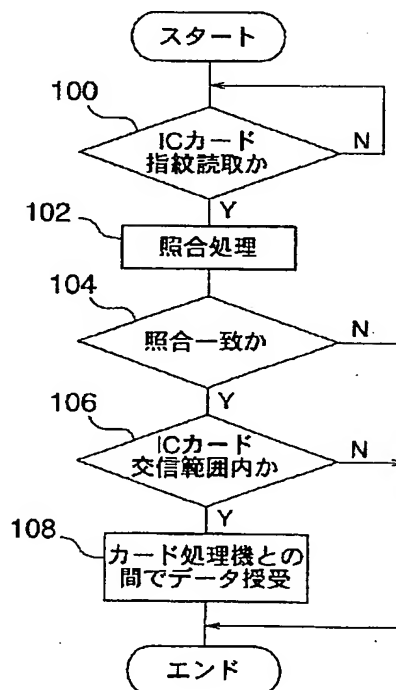 スタート
100
ICカード
指紋読取か
N
Y
102
照合処理
104
照合一致か
N
Y
106
ICカード
交信範囲内か
N
Y
108
カード処理機との
間でデータ授受
エンド